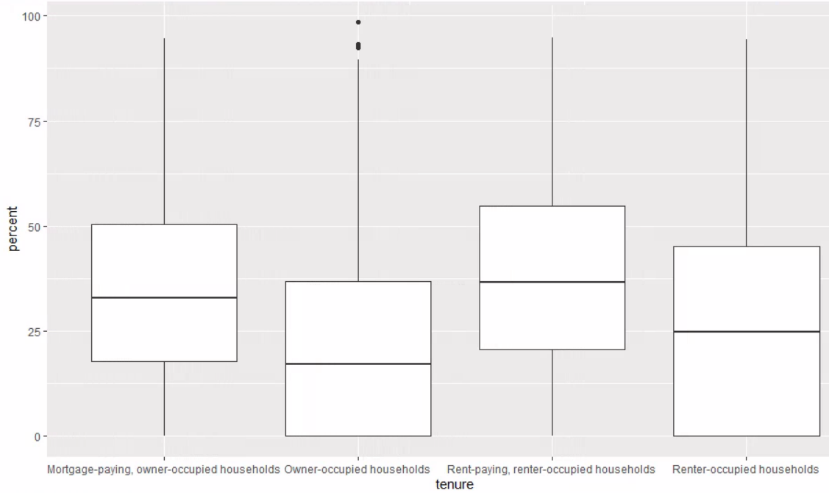 100
75
50
25
0
percent
Mortgage-paying, owner-occupied households Owner-occupied households Rent-paying, renter-occupied households Renter-occupied households
tenure